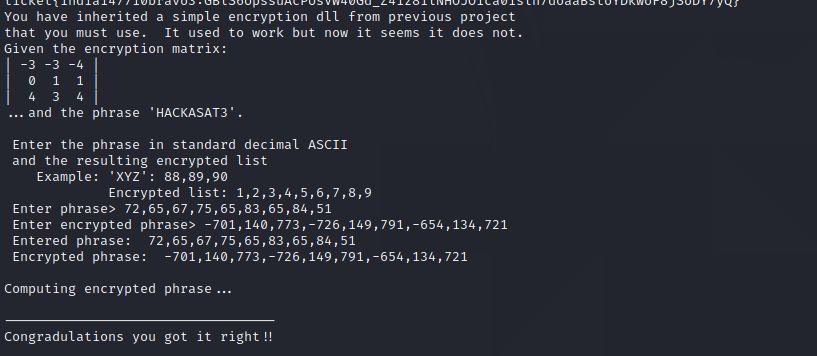 You have inherited a simple encryption dll from previous project
that you must use.  It used to work but now it seems it does not.
Given the encryption matrix:
| -3 -3 -4 |
|  0  1  1 |
|  4  3  4 |
...and the phrase 'HACKASAT3'.
Enter the phrase in standard decimal ASCII
and the resulting encrypted list
Example: 'XYZ': 88,89,90
Encrypted list: 1,2,3,4,5,6,7,8,9
Enter phrase> 72,65,67,75,65,83,65,84,51
Enter encrypted phrase> -701,140,773,-726,149,791,-654,134,721
Entered phrase:  72,65,67,75,65,83,65,84,51
Encrypted phrase:  -701,140,773,-726,149,791,-654,134,721
Computing encrypted phrase...
----------------------------------
Congradulations you got it right!!